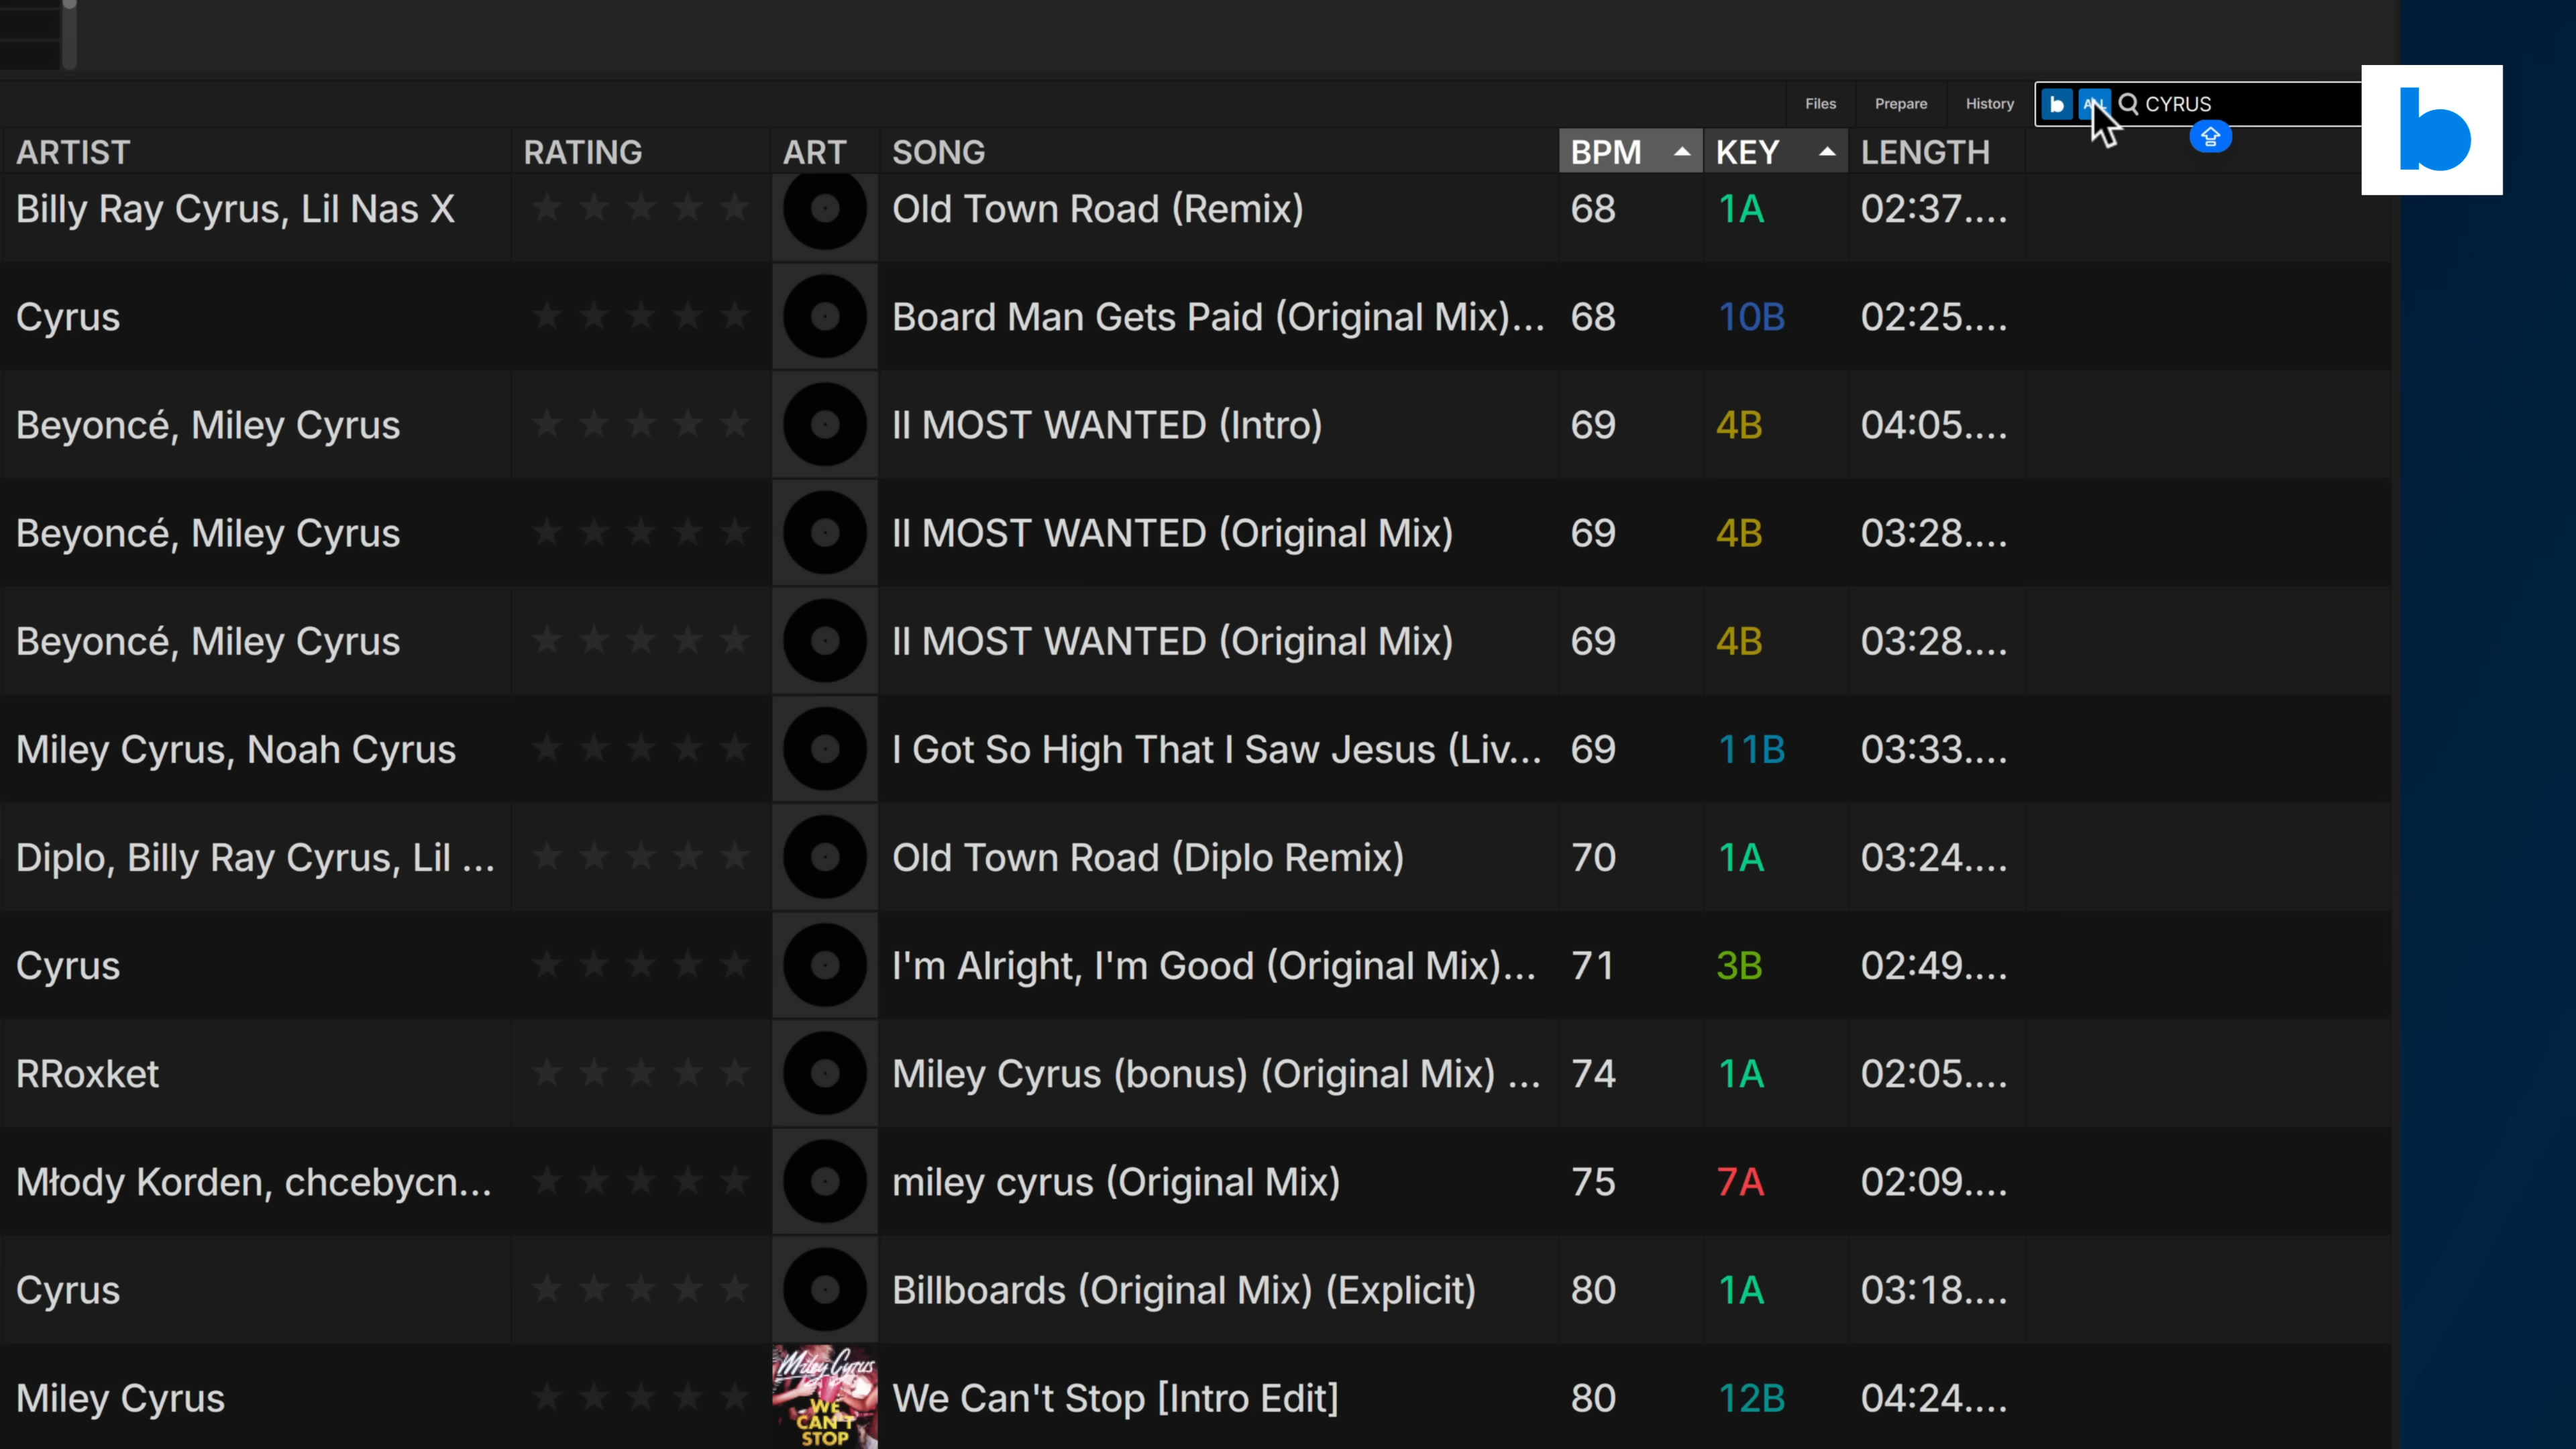 Files Prepare History b ALL CYRUS
b
ARTIST RATING ART SONG BPM KEY LENGTH
Billy Ray Cyrus, Lil Nas X Old Town Road (Remix) 68 1A 02:37....
Cyrus Board Man Gets Paid (Original Mix)... 68 10B 02:25....
Beyoncé, Miley Cyrus II MOST WANTED (Intro) 69 4B 04:05....
Beyoncé, Miley Cyrus II MOST WANTED (Original Mix) 69 4B 03:28....
Beyoncé, Miley Cyrus II MOST WANTED (Original Mix) 69 4B 03:28....
Miley Cyrus, Noah Cyrus I Got So High That I Saw Jesus (Liv... 69 11B 03:33....
Diplo, Billy Ray Cyrus, Lil ... Old Town Road (Diplo Remix) 70 1A 03:24....
Cyrus I'm Alright, I'm Good (Original Mix)... 71 3B 02:49....
RRoxket Miley Cyrus (bonus) (Original Mix) ... 74 1A 02:05....
Młody Korden, chcebycn... miley cyrus (Original Mix) 75 7A 02:09....
Cyrus Billboards (Original Mix) (Explicit) 80 1A 03:18....
Miley Cyrus We Can't Stop [Intro Edit] 80 12B 04:24....
Miley Cyrus
WE
CAN'T
STOP